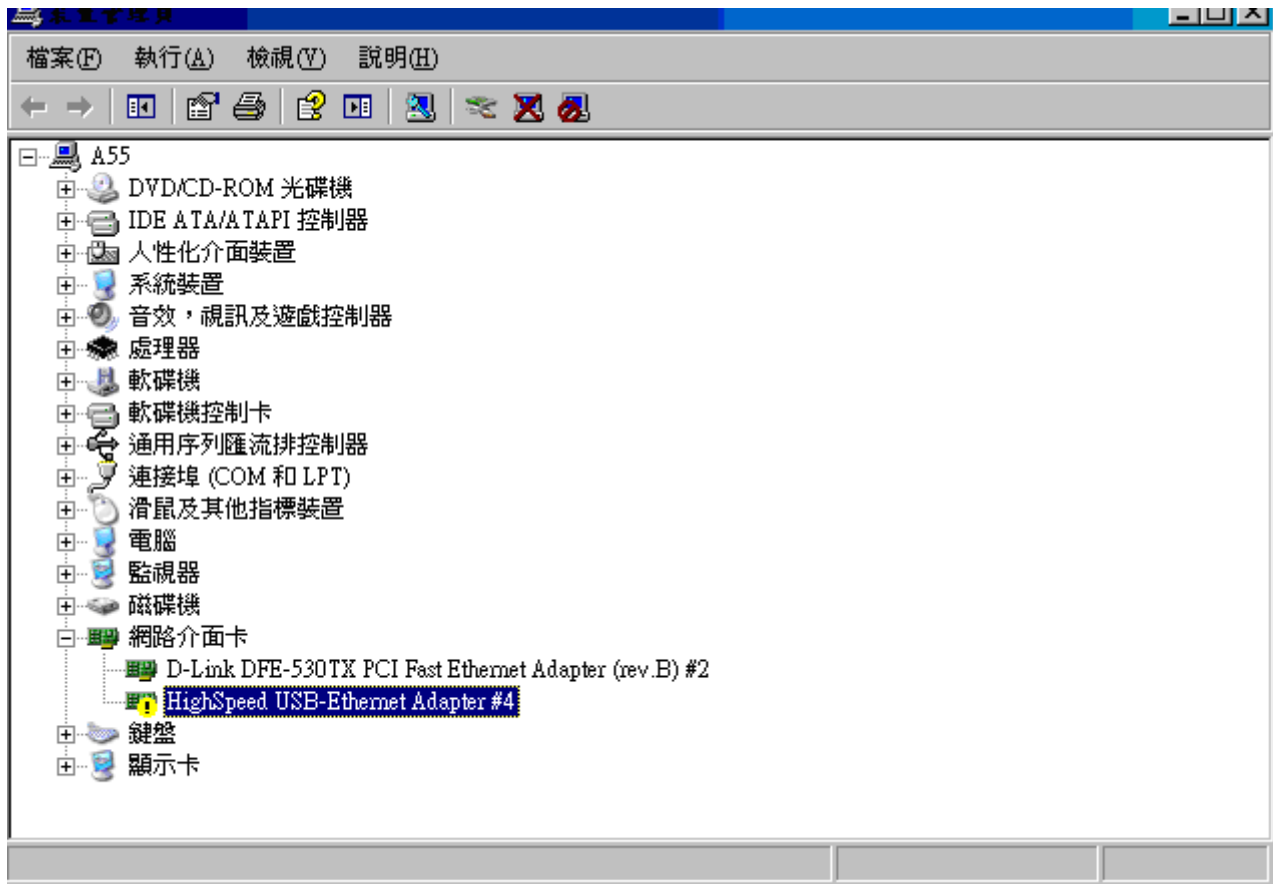 裝置管理員
檔案(F) 執行(A) 檢視(V) 說明(H)
A55
DVD/CD-ROM 光碟機
IDE ATA/ATAPI 控制器
人性化介面裝置
系統裝置
音效，視訊及遊戲控制器
處理器
軟碟機
軟碟機控制卡
通用序列匯流排控制器
連接埠 (COM 和 LPT)
滑鼠及其他指標裝置
電腦
監視器
磁碟機
網路介面卡
D-Link DFE-530TX PCI Fast Ethernet Adapter (rev.B) #2
HighSpeed USB-Ethernet Adapter #4
鍵盤
顯示卡